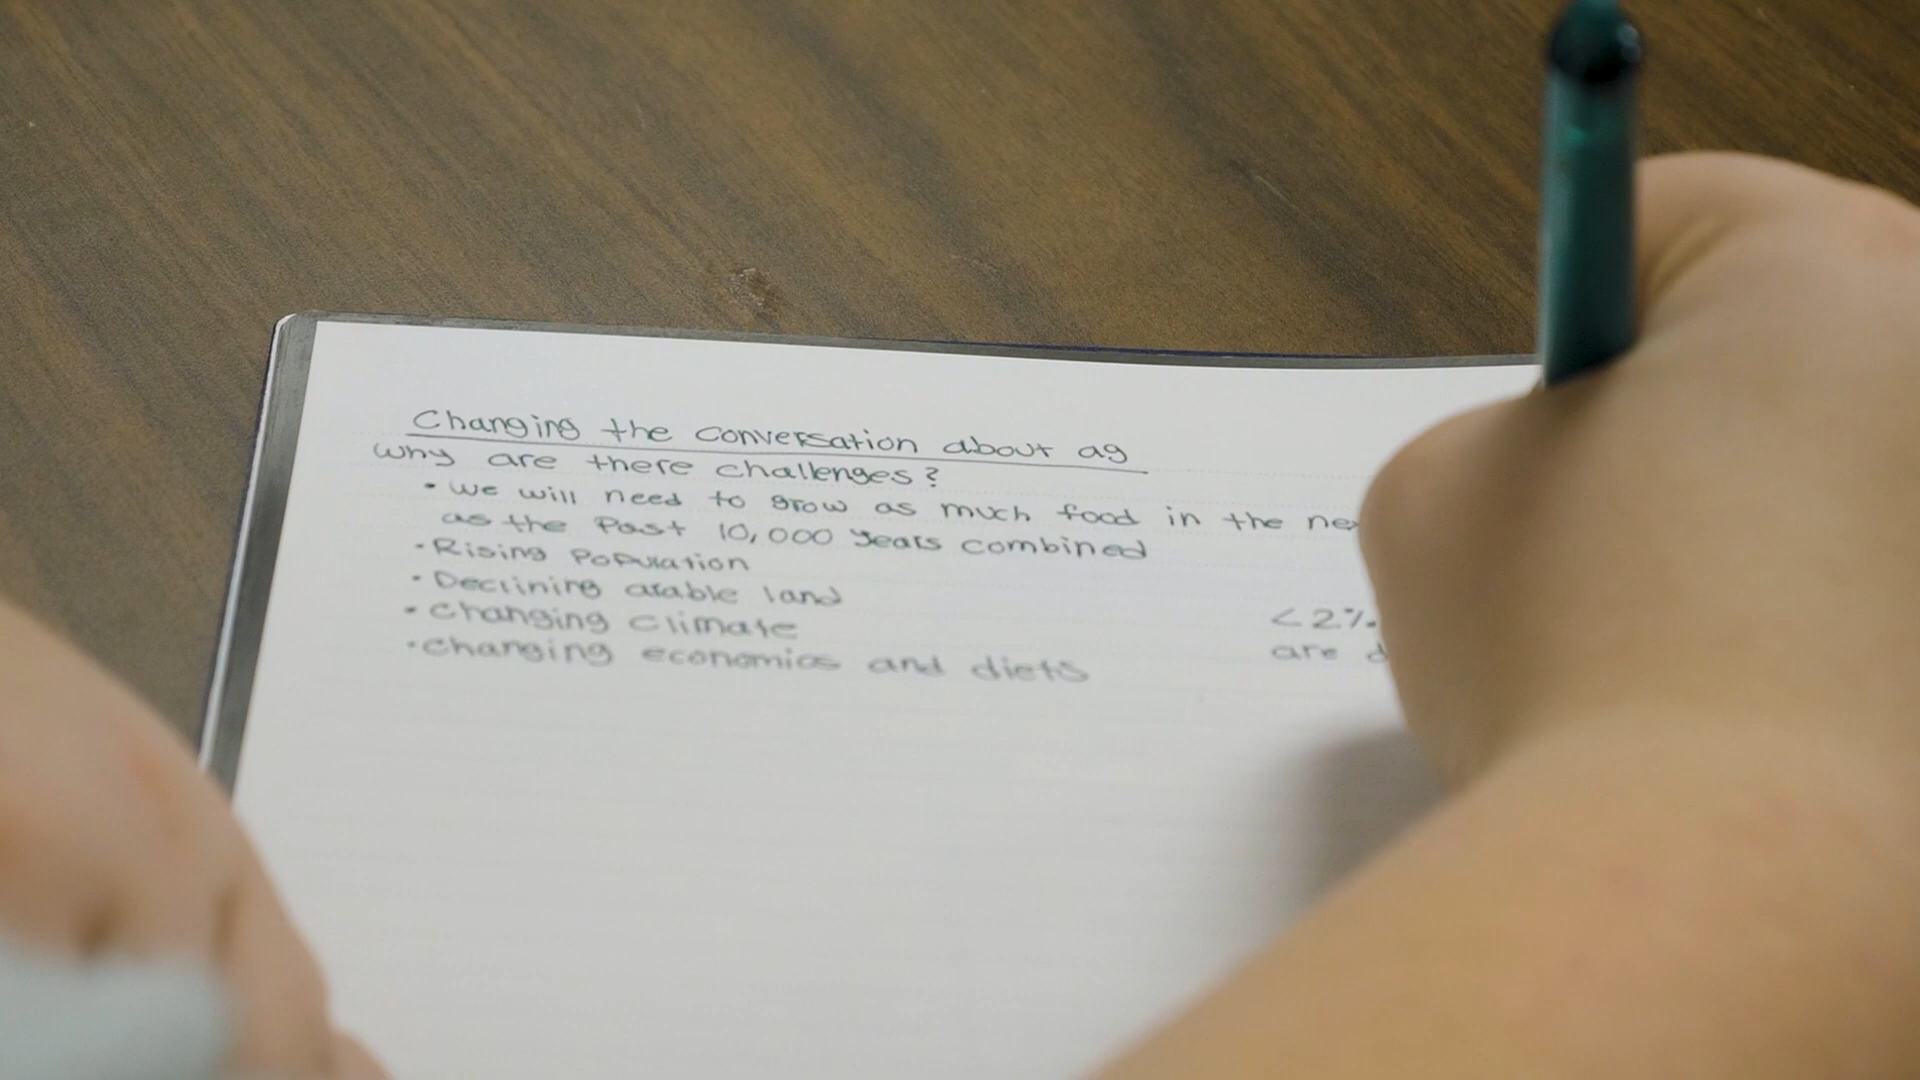 Changing the conversation about ag
why are there challenges?
• we will need to grow as much food in the
as the past 10,000 years combined
• Rising Population
• Declining arable land
• changing climate
• changing economics and diets
<2%
are